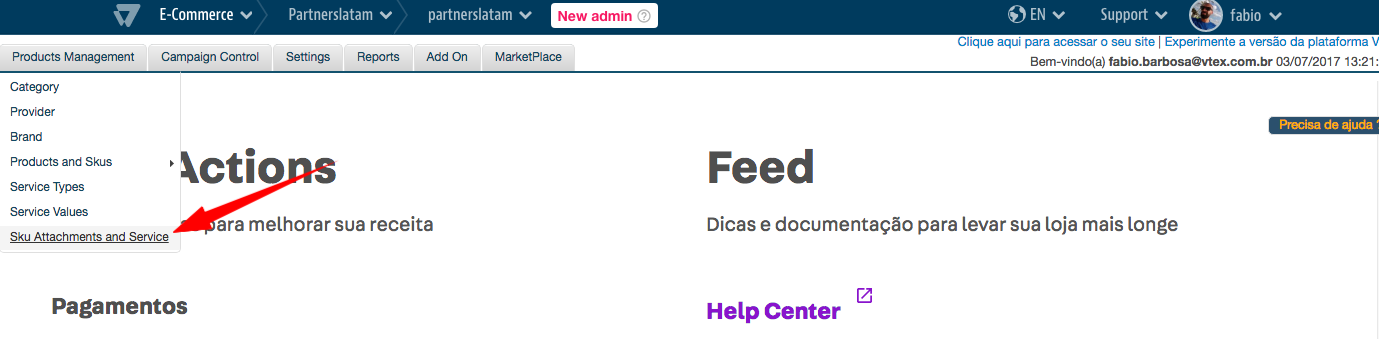 E-Commerce Partnerslatam partnerslatam New admin EN Support fabio
Clique aqui para acessar o seu site | Experimente a versão da plataforma V
Products Management Campaign Control Settings Reports Add On MarketPlace
Bem-vindo(a) fabio.barbosa@vtex.com.br 03/07/2017 13:21:
Category
Provider
Brand
Precisa de ajuda ?
Products and Skus
Service Types
Service Values
Sku Attachments and Service
Actions
para melhorar sua receita
Pagamentos
Feed
Dicas e documentação para levar sua loja mais longe
Help Center